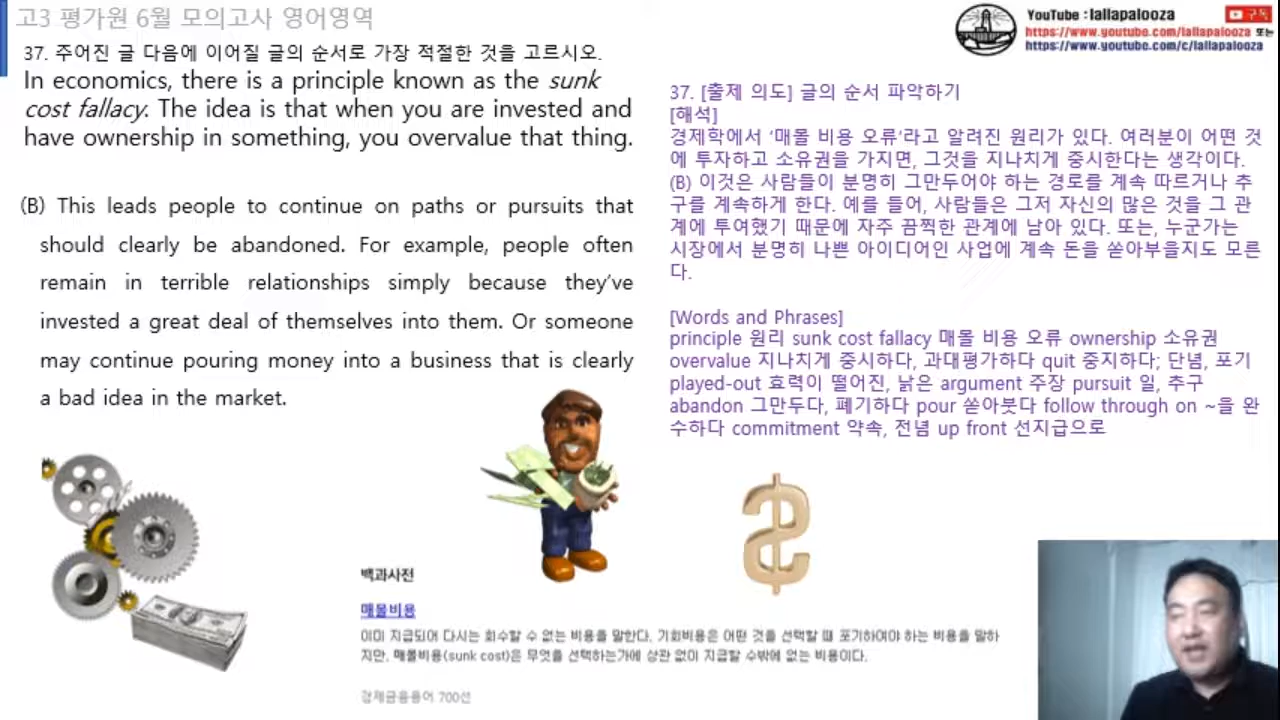 고3 평가원 6월 모의고사 영어영역
YouTube : lallapalooza
구독
https://www.youtube.com/lallapalooza 또는
https://www.youtube.com/c/lallapalooza
37. 주어진 글 다음에 이어질 글의 순서로 가장 적절한 것을 고르시오.
In economics, there is a principle known as the sunk
cost fallacy. The idea is that when you are invested and
have ownership in something, you overvalue that thing.
(B) This leads people to continue on paths or pursuits that
should clearly be abandoned. For example, people often
remain in terrible relationships simply because they've
invested a great deal of themselves into them. Or someone
may continue pouring money into a business that is clearly
a bad idea in the market.
37. [출제 의도] 글의 순서 파악하기
[해석]
경제학에서 ‘매몰 비용 오류’라고 알려진 원리가 있다. 여러분이 어떤 것
에 투자하고 소유권을 가지면, 그것을 지나치게 중시한다는 생각이다.
(B) 이것은 사람들이 분명히 그만두어야 하는 경로를 계속 따르거나 추
구를 계속하게 한다. 예를 들어, 사람들은 그저 자신의 많은 것을 그 관
계에 투여했기 때문에 자주 끔찍한 관계에 남아 있다. 또는, 누군가는
시장에서 분명히 나쁜 아이디어인 사업에 계속 돈을 쏟아부을지도 모른
다.
[Words and Phrases]
principle 원리 sunk cost fallacy 매몰 비용 오류 ownership 소유권
overvalue 지나치게 중시하다, 과대평가하다 quit 중지하다; 단념, 포기
played-out 효력이 떨어진, 낡은 argument 주장 pursuit 일, 추구
abandon 그만두다, 폐기하다 pour 쏟아붓다 follow through on ~을 완
수하다 commitment 약속, 전념 up front 선지급으로
백과사전
매몰비용
이미 지급되어 다시는 회수할 수 없는 비용을 말한다. 기회비용은 어떤 것을 선택할 때 포기하여야 하는 비용을 말하
지만, 매몰비용(sunk cost)은 무엇을 선택하는가에 상관 없이 지급할 수밖에 없는 비용이다.
경제금융용어 700선